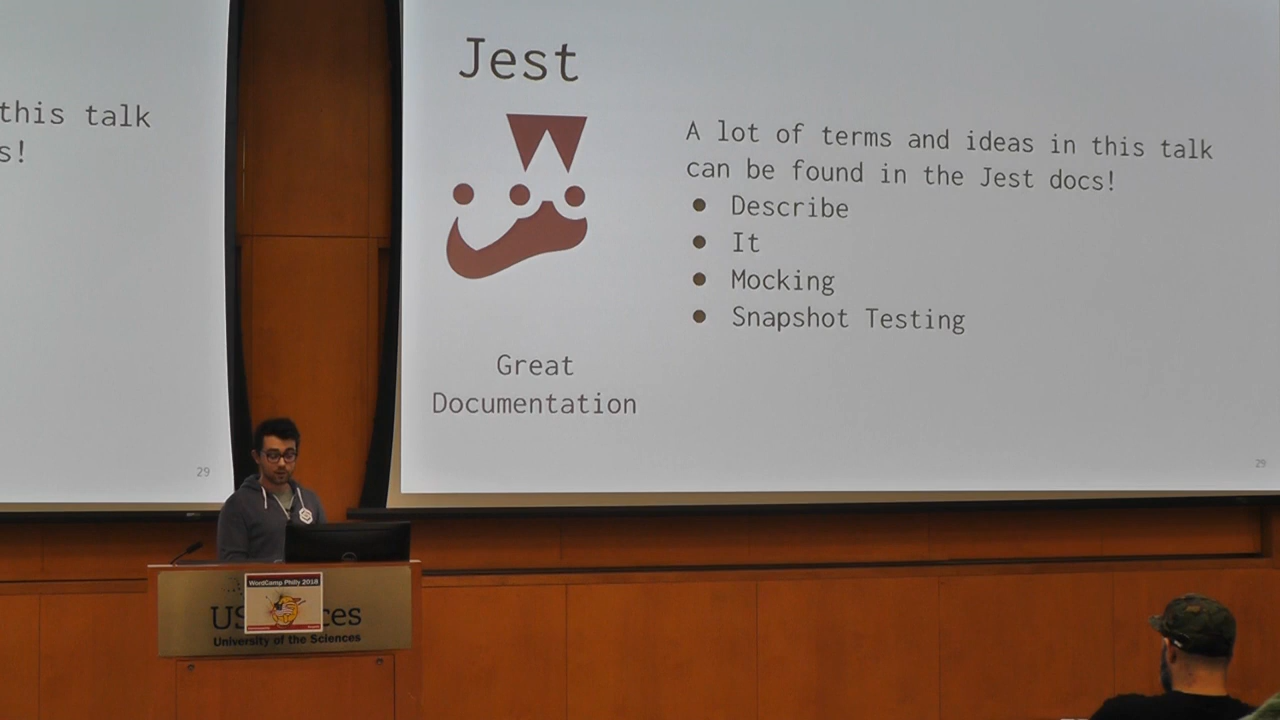 this talk
s!
29
Jest
Great
Documentation
A lot of terms and ideas in this talk
can be found in the Jest docs!
● Describe
● It
● Mocking
● Snapshot Testing
29
WordCamp Philly 2018
US ces
University of the Sciences